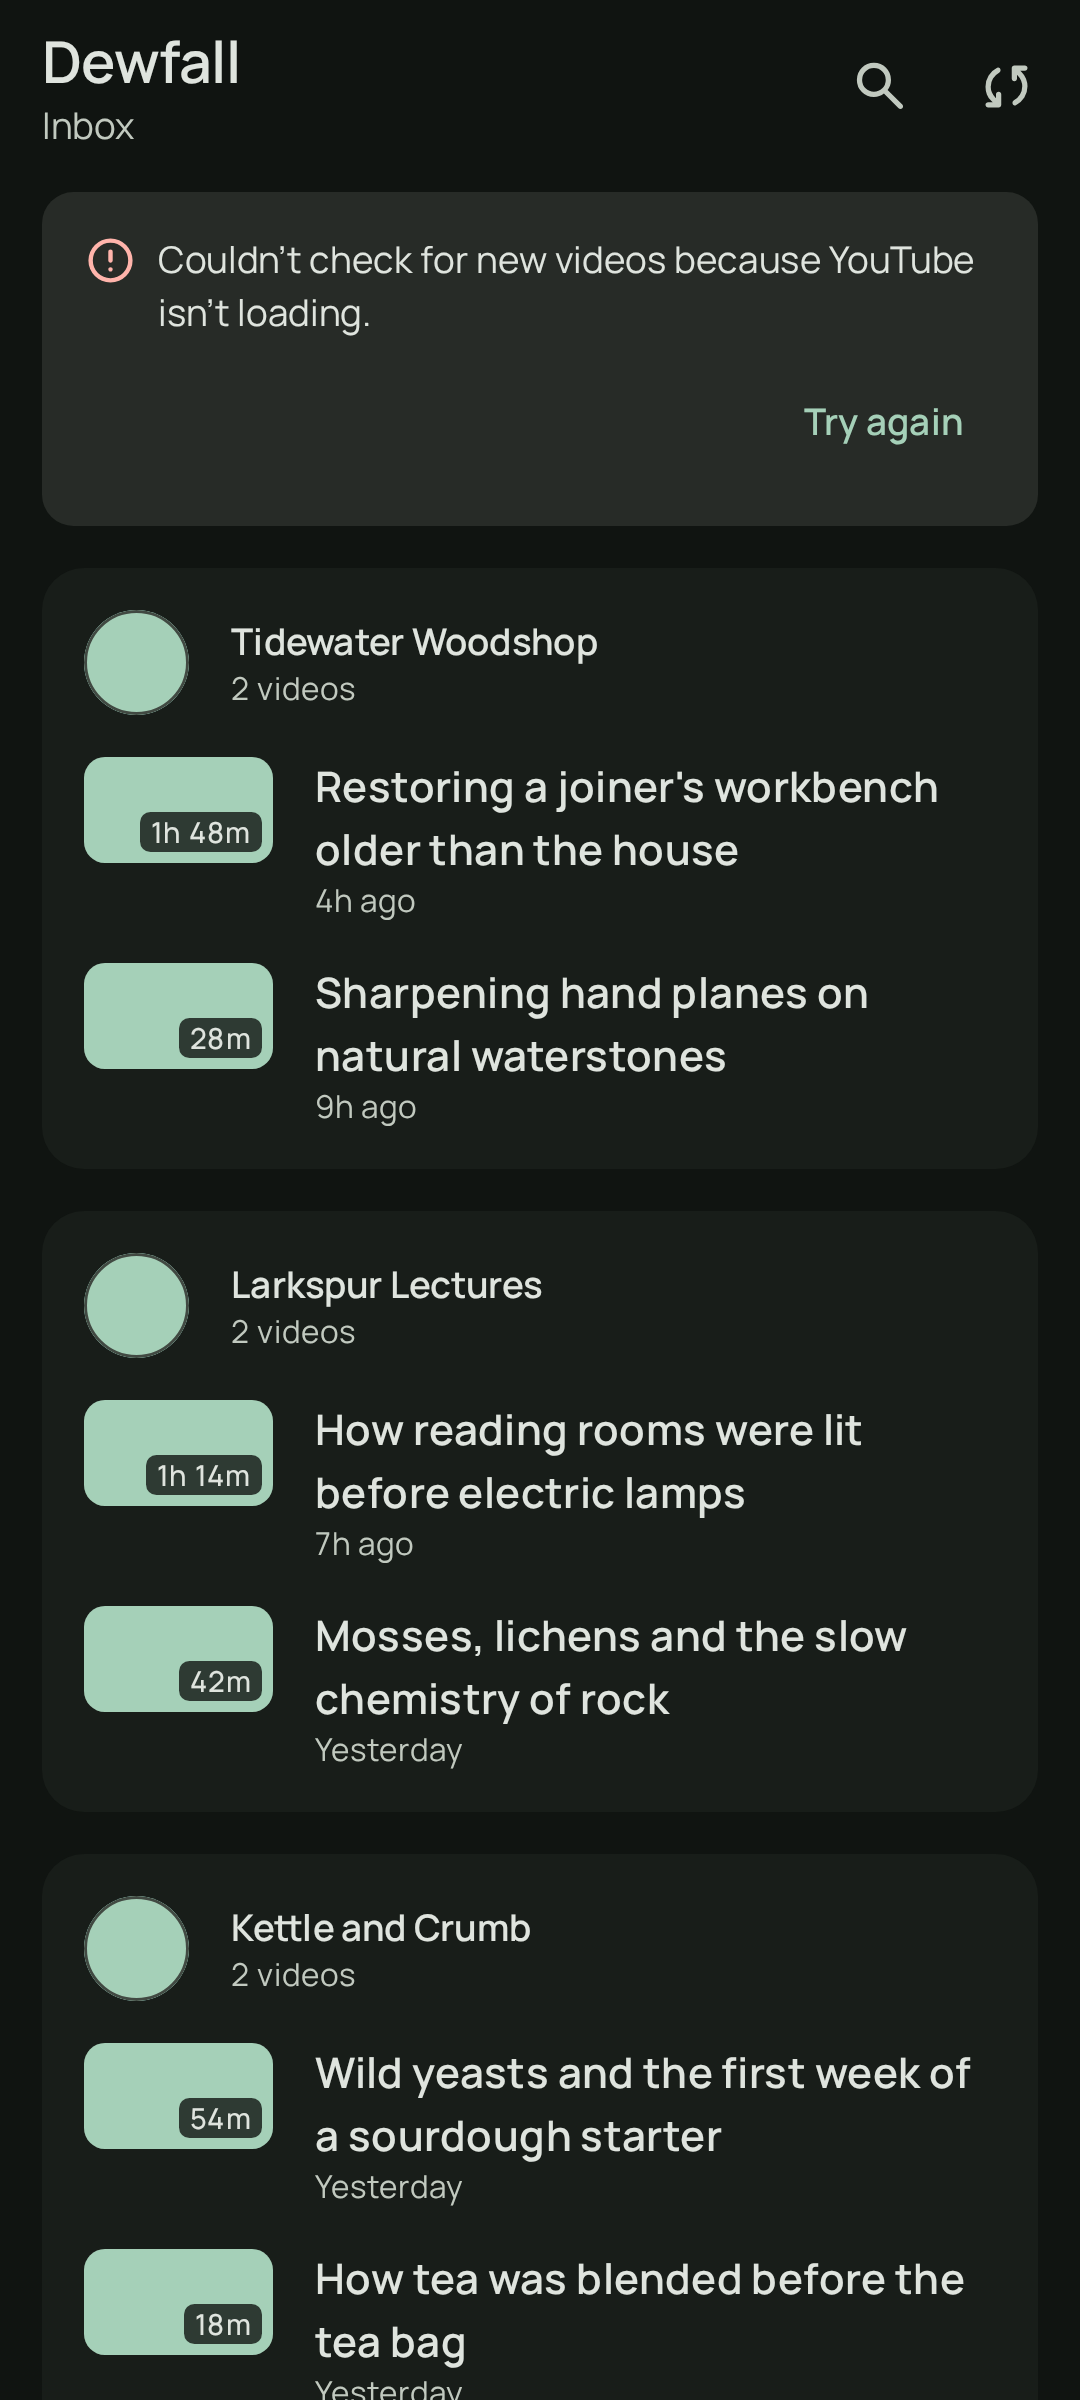 Dewfall
Inbox
Couldn’t check for new videos because YouTube
isn’t loading.
Try again
Tidewater Woodshop
2 videos
1h 48m
Restoring a joiner's workbench
older than the house
4h ago
28m
Sharpening hand planes on
natural waterstones
9h ago
Larkspur Lectures
2 videos
1h 14m
How reading rooms were lit
before electric lamps
7h ago
42m
Mosses, lichens and the slow
chemistry of rock
Yesterday
Kettle and Crumb
2 videos
54m
Wild yeasts and the first week of
a sourdough starter
Yesterday
18m
How tea was blended before the
tea bag
Yesterday